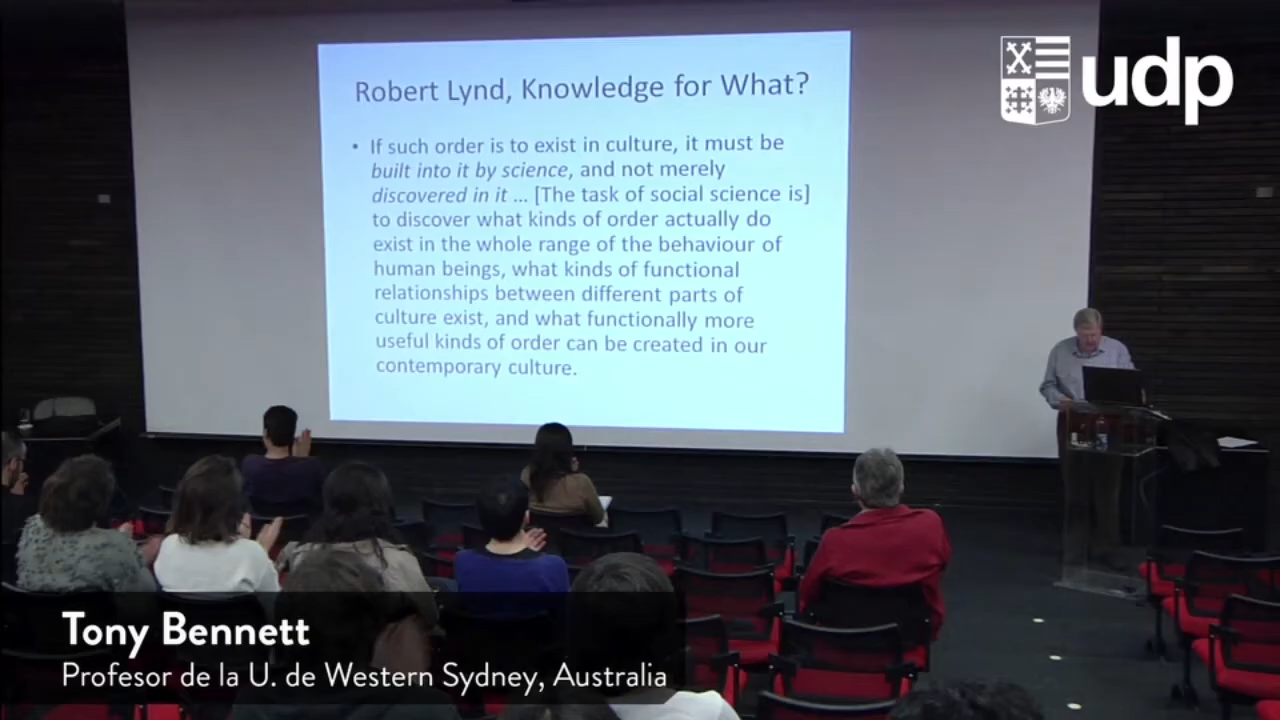 udp
Robert Lynd, Knowledge for What?
• If such order is to exist in culture, it must be
built into it by science, and not merely
discovered in it ... [The task of social science is]
to discover what kinds of order actually do
exist in the whole range of the behaviour of
human beings, what kinds of functional
relationships between different parts of
culture exist, and what functionally more
useful kinds of order can be created in our
contemporary culture.
Tony Bennett
Profesor de la U. de Western Sydney, Australia